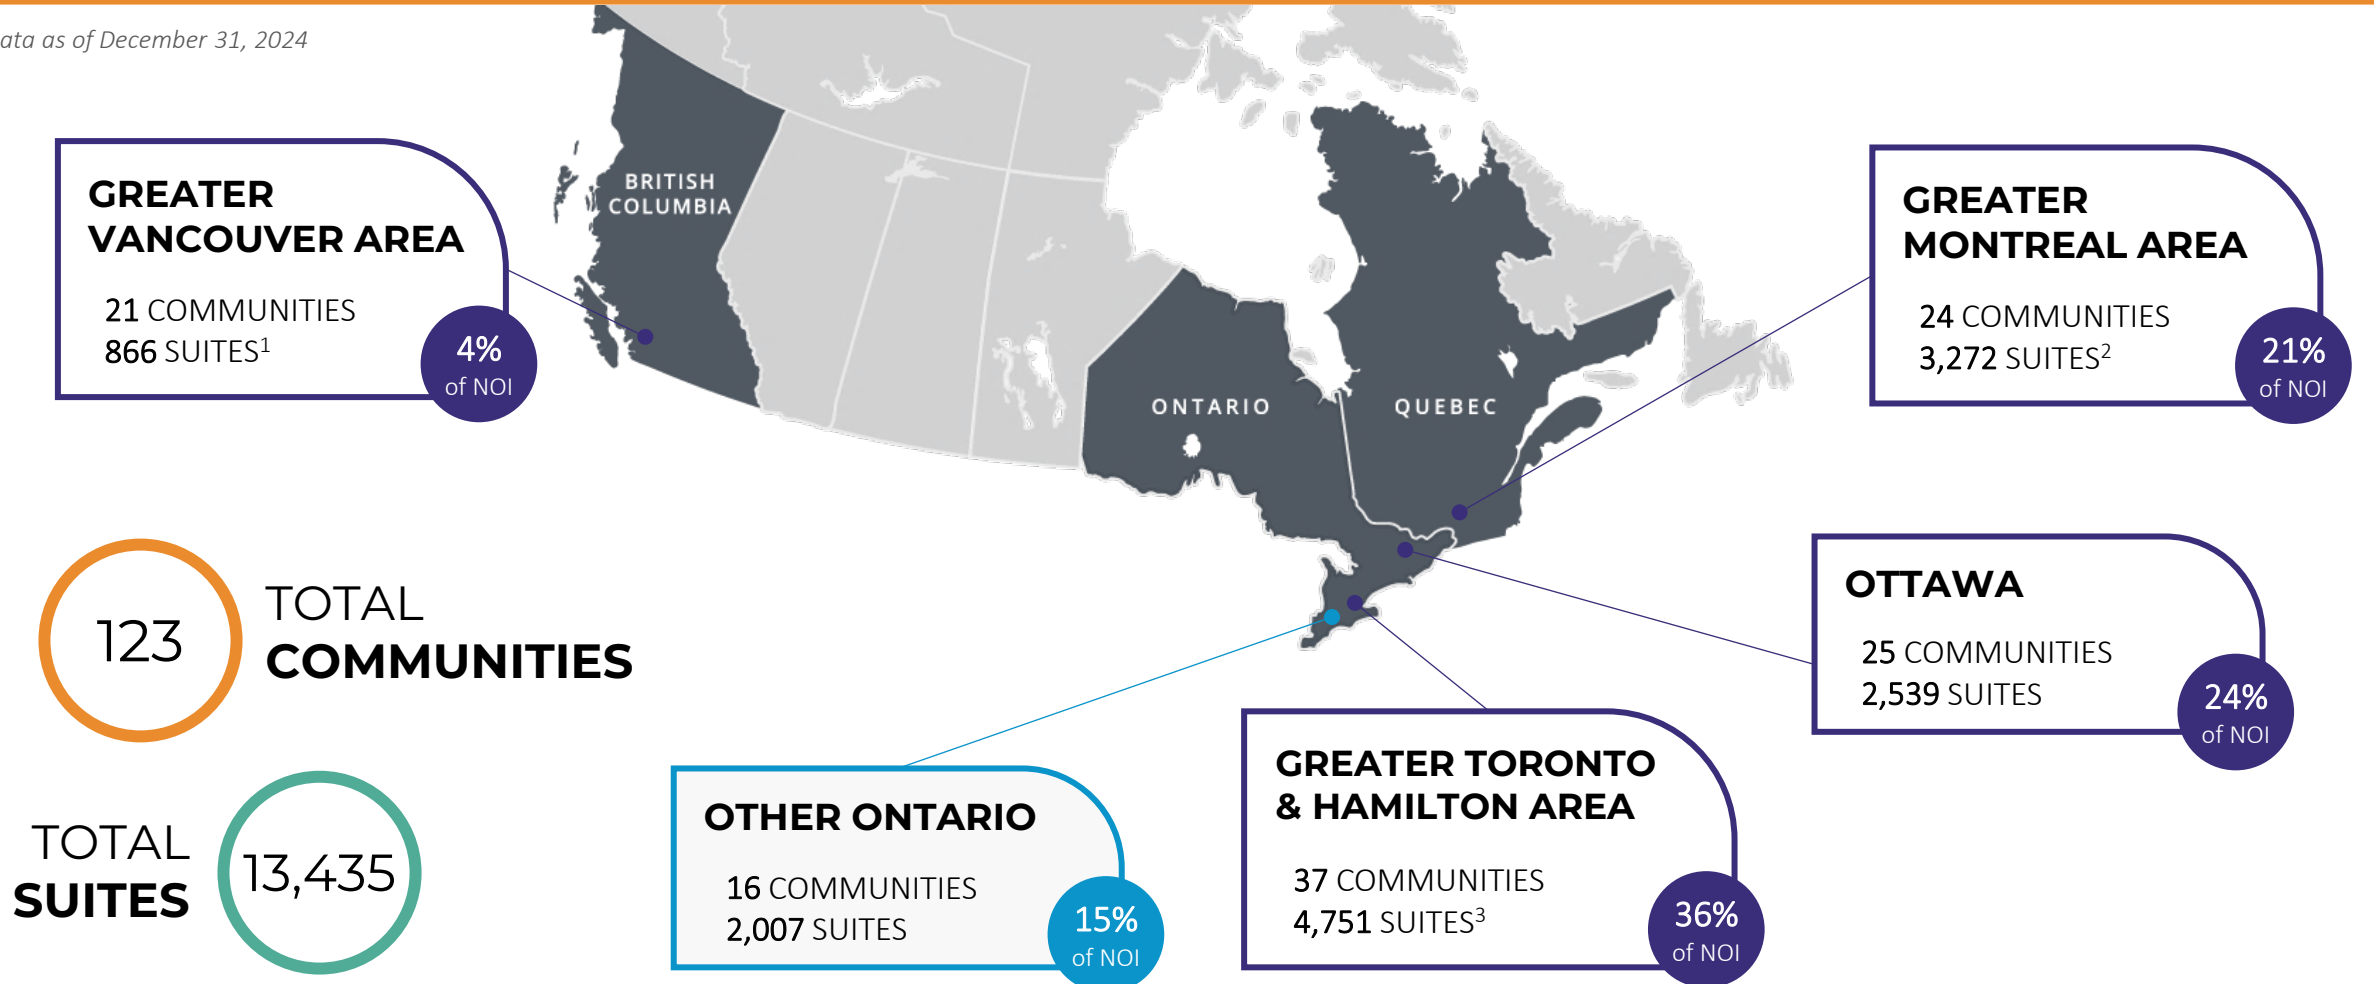 ata as of December 31, 2024
BRITISH
COLUMBIA
ONTARIO
QUEBEC
GREATER
VANCOUVER AREA
21 COMMUNITIES
866 SUITES¹
4%
of NOI
GREATER
MONTREAL AREA
24 COMMUNITIES
3,272 SUITES²
21%
of NOI
123
TOTAL
COMMUNITIES
OTTAWA
25 COMMUNITIES
2,539 SUITES
24%
of NOI
TOTAL
SUITES
13,435
OTHER ONTARIO
16 COMMUNITIES
2,007 SUITES
15%
of NOI
GREATER TORONTO
& HAMILTON AREA
37 COMMUNITIES
4,751 SUITES³
36%
of NOI